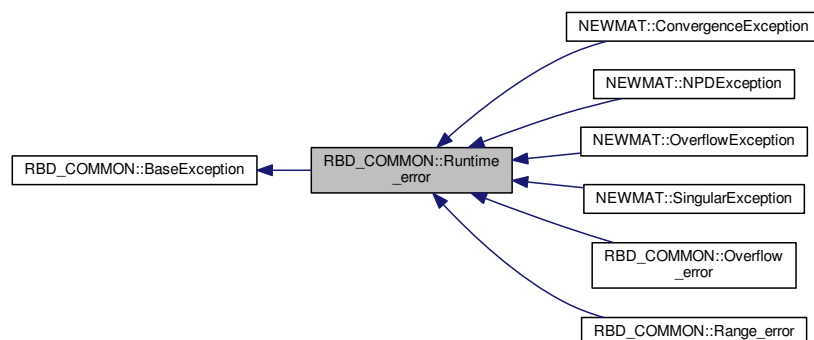 NEWMAT::ConvergenceException
NEWMAT::NPDException
NEWMAT::OverflowException
RBD_COMMON::BaseException
RBD_COMMON::Runtime
_error
NEWMAT::SingularException
RBD_COMMON::Overflow
_error
RBD_COMMON::Range_error